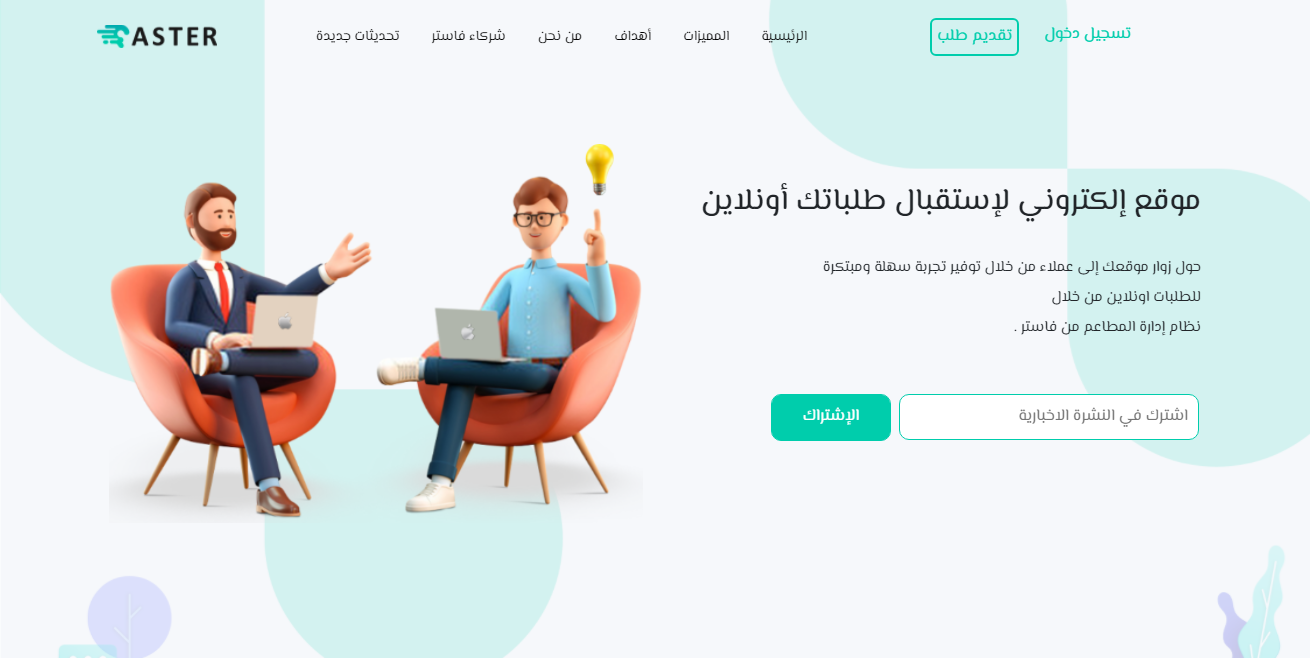 تسجيل دخول
تقديم طلب
الرئيسية
المميزات
أهداف
من نحن
شركاء فاستر
تحديثات جديدة
FASTER
موقع إلكتروني لإستقبال طلباتك أونلاين
حول زوار موقعك إلى عملاء من خلال توفير تجربة سهلة ومبتكرة
للطلبات اونلاين من خلال
نظام إدارة المطاعم من فاستر .
اشترك في النشرة الاخبارية
الإشتراك